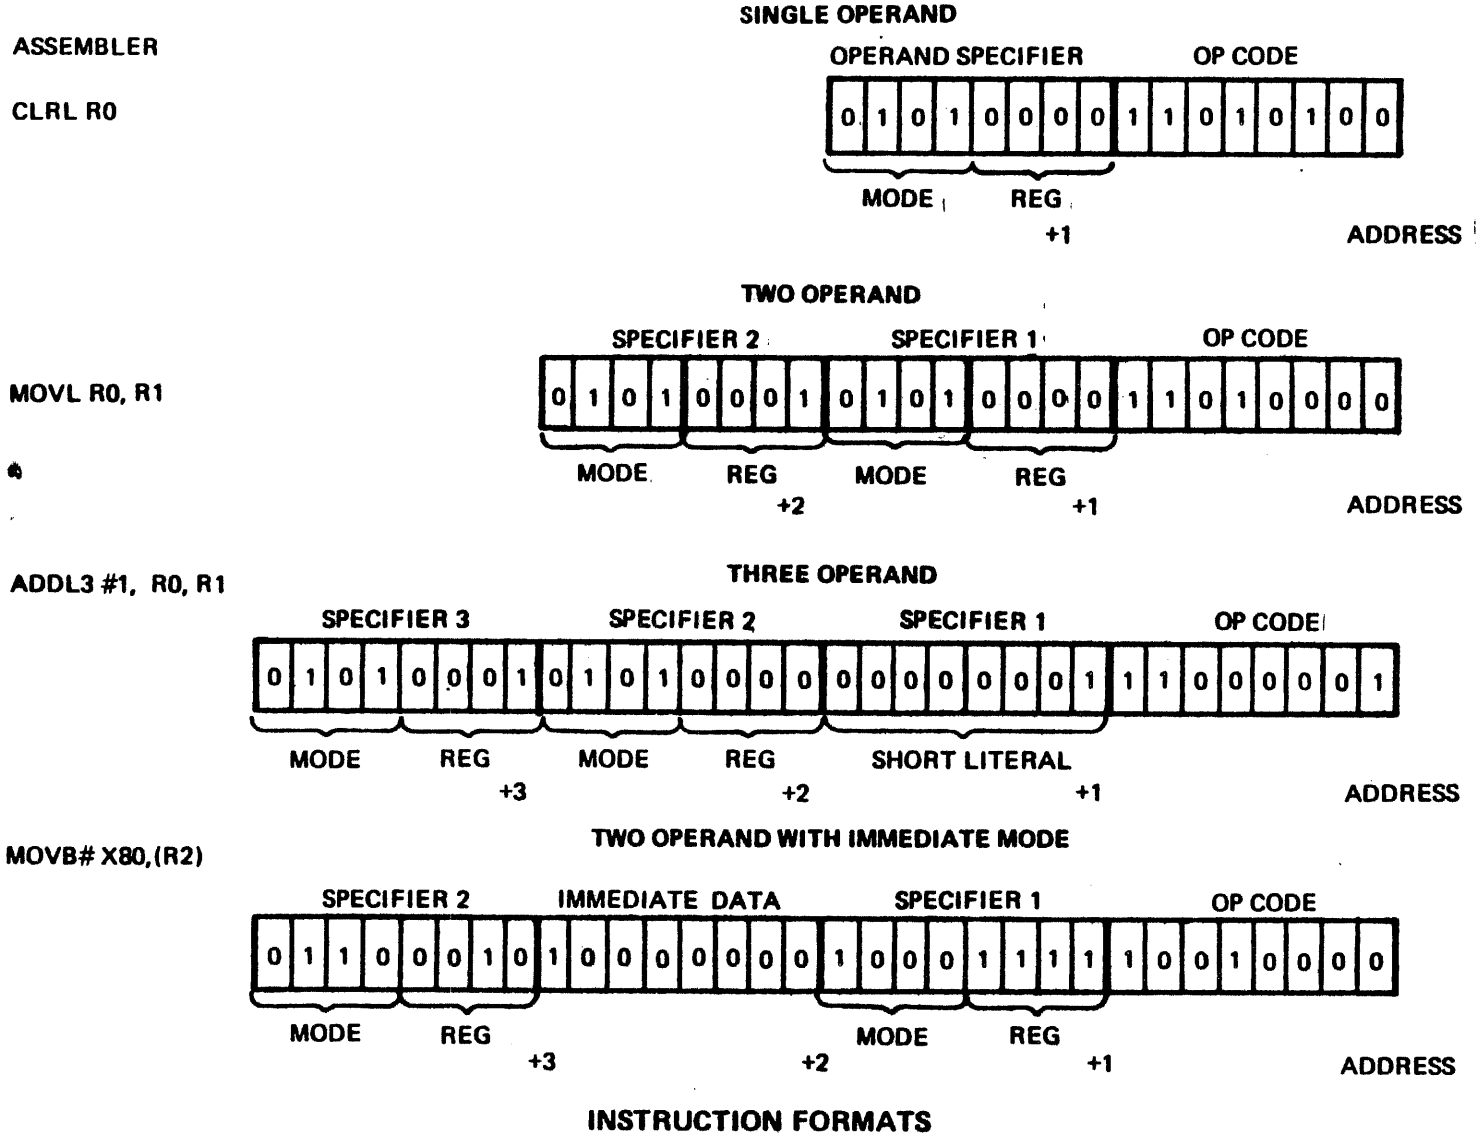 SINGLE OPERAND
ASSEMBLER
OPERAND SPECIFIER OP CODE
CLRL R0
0 1 0 1 0 0 0 0 1 1 0 1 0 1 0 0
MODE REG
+1 ADDRESS
TWO OPERAND
SPECIFIER 2 SPECIFIER 1 OP CODE
MOVL R0, R1
0 1 0 1 0 0 0 1 0 1 0 1 0 0 0 0 1 1 0 1 0 0 0 0
MODE REG MODE REG
+2 +1 ADDRESS
THREE OPERAND
ADDL3 #1, R0, R1
SPECIFIER 3 SPECIFIER 2 SPECIFIER 1 OP CODE
0 1 0 1 0 0 0 1 0 1 0 1 0 0 0 0 0 0 0 0 0 0 0 1 1 1 0 0 0 0 0 1
MODE REG MODE REG SHORT LITERAL
+3 +2 +1 ADDRESS
TWO OPERAND WITH IMMEDIATE MODE
MOVB# X80,(R2)
SPECIFIER 2 IMMEDIATE DATA SPECIFIER 1 OP CODE
0 1 1 0 0 0 1 0 1 0 0 0 0 0 0 0 1 0 0 0 1 1 1 1 1 0 0 1 0 0 0 0
MODE REG MODE REG
+3 +2 +1 ADDRESS
INSTRUCTION FORMATS